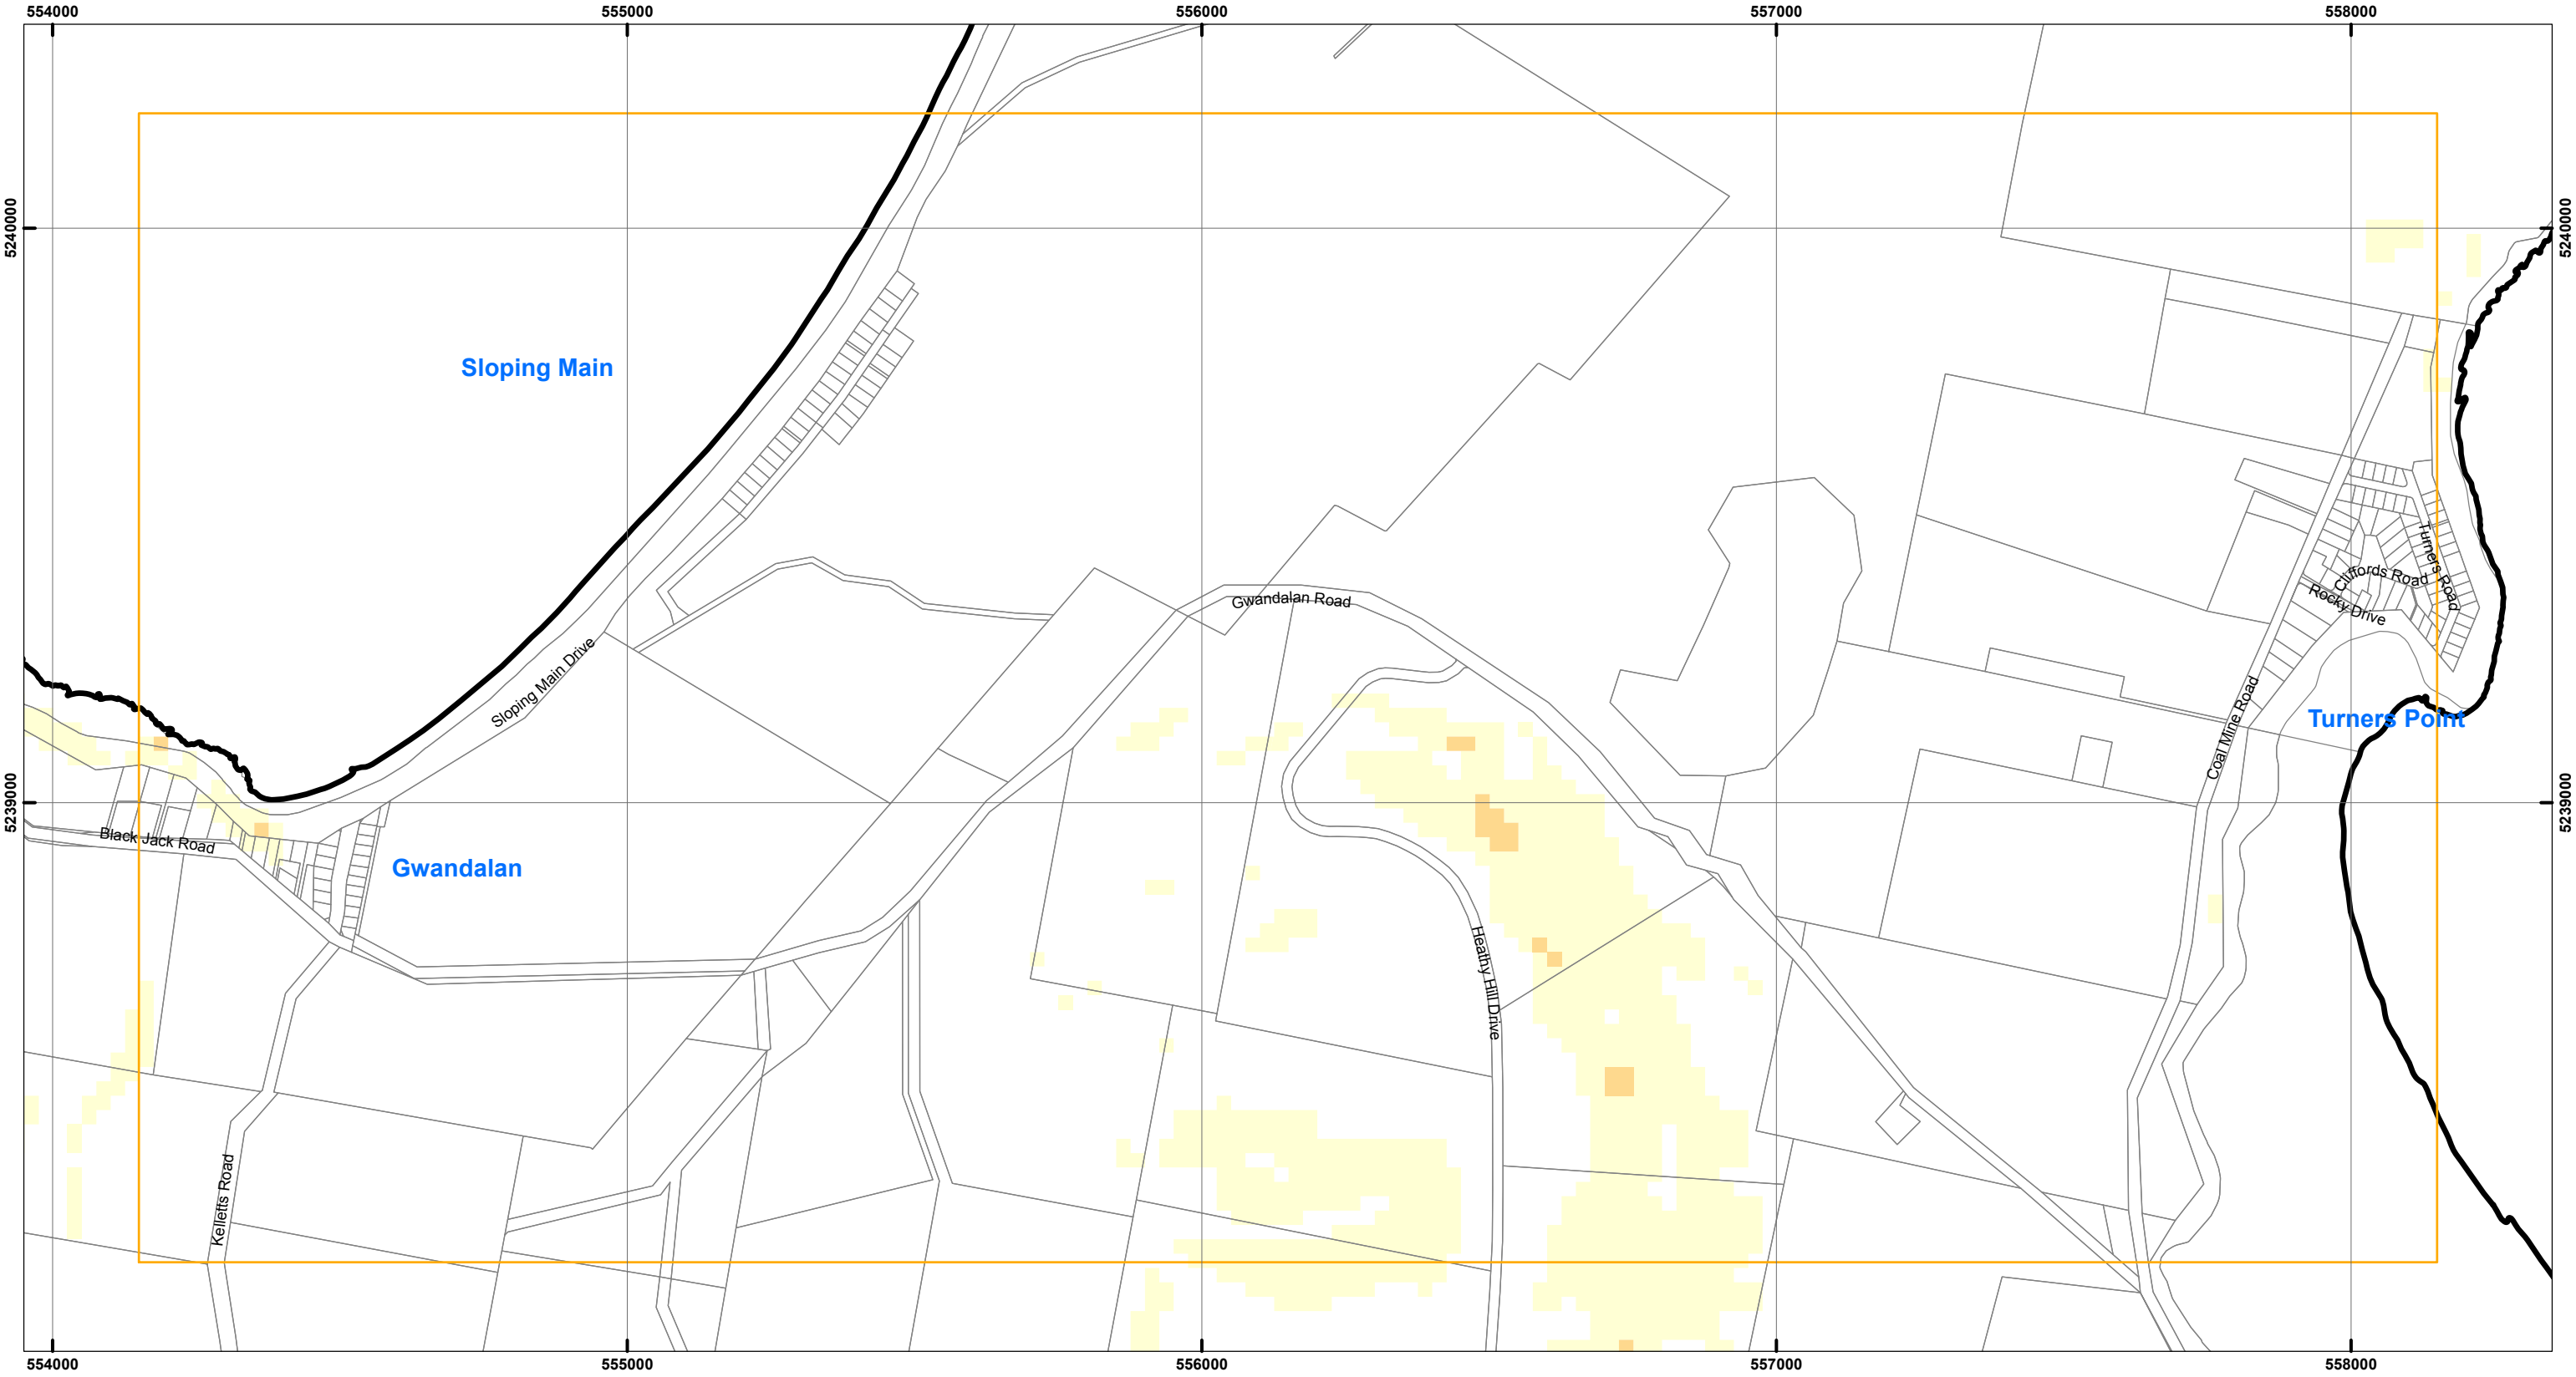 554000 555000 556000 557000 558000
5240000
5240000
Sloping Main
Turners Road
Cliffords Road
Rocky Drive
Gwandalan Road
Sloping Main Drive
Coal Mine Road
Turners Point
5239000
5239000
Black Jack Road
Gwandalan
Heathy Hill Drive
Kelletts Road
554000 555000 556000 557000 558000